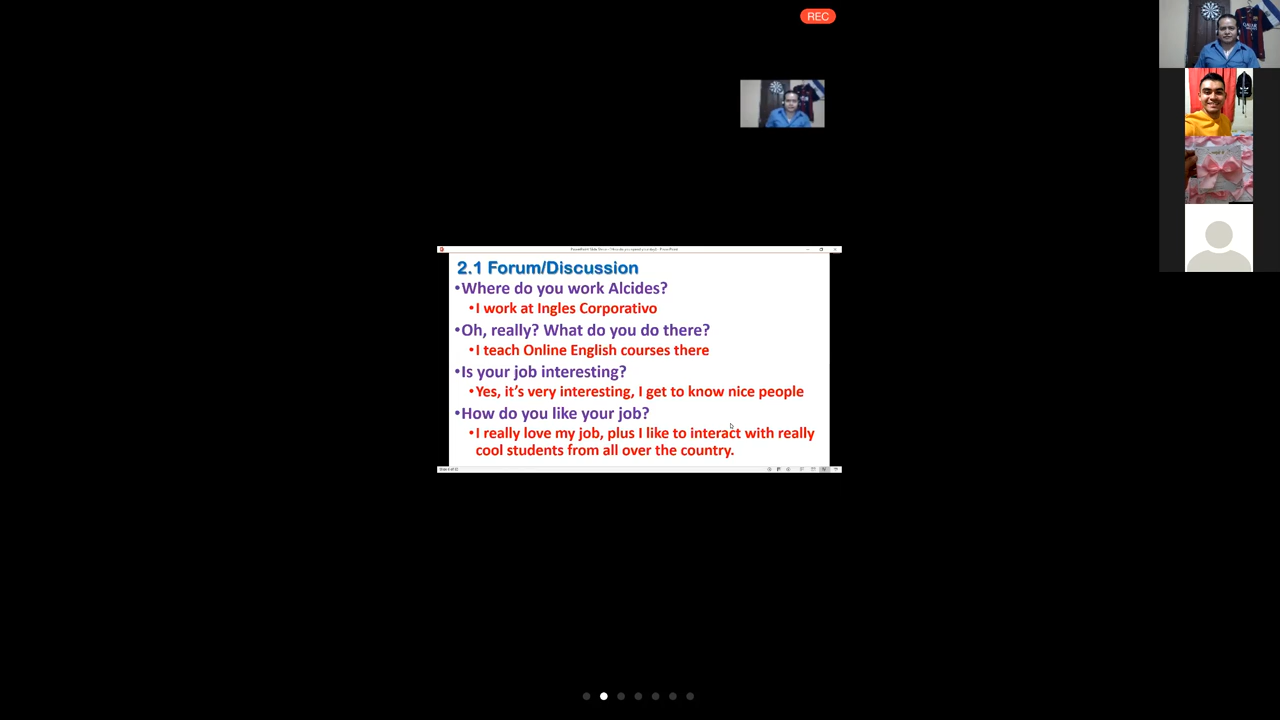 REC
2.1 Forum/Discussion
•Where do you work Alcides?
•I work at Ingles Corporativo
•Oh, really? What do you do there?
•I teach Online English courses there
•Is your job interesting?
•Yes, it's very interesting, I get to know nice people
•How do you like your job?
•I really love my job, plus I like to interact with really
cool students from all over the country.